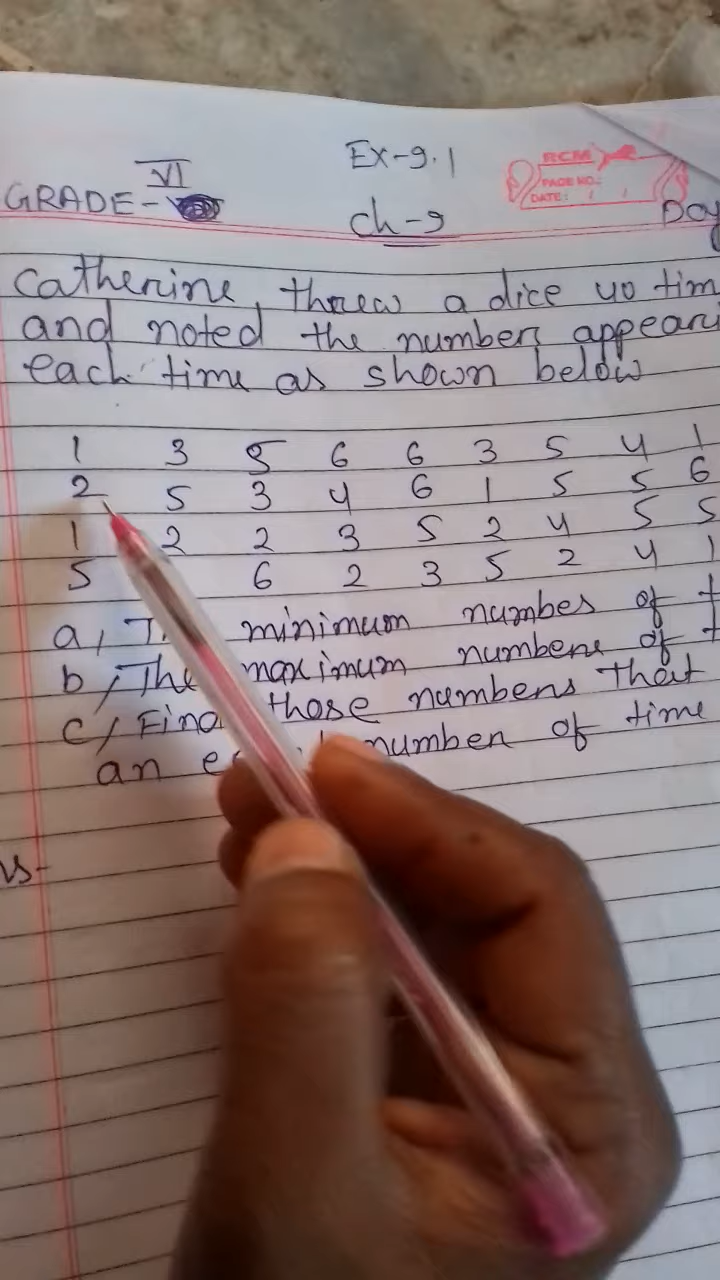 Ex-9.1
RCM
PAGE NO.:
DATE: / /
GRADE- VI
ch-9
Catherine, threw a dice 40 tim
and noted the number appeary
each time as shown below
1 3 5 6 6 3 5 4 1
2 5 3 4 6 1 5 5 6
1 2 2 3 5 2 4 5 5
5 6 2 3 5 2 4 1
a, minimum number of
b, The maximum number of
c, Find those numbers that
an number of time